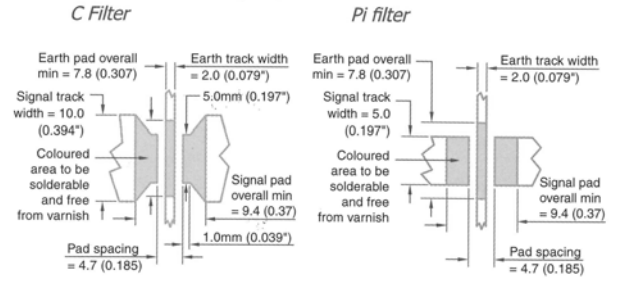 C Filter
Earth pad overall
min = 7.8 (0.307)
Earth track width
= 2.0 (0.079")
Signal track
width = 10.0
(0.394")
5.0mm (0.197")
Coloured
area to be
solderable
and free
from varnish
Signal pad
overall min
= 9.4 (0.37)
1.0mm (0.039")
Pad spacing
= 4.7 (0.185)
Pi filter
Earth pad overall
min = 7.8 (0.307)
Earth track width
= 2.0 (0.079")
Signal track
width = 5.0
(0.197")
Coloured
area to be
solderable
and free
from varnish
Signal pad
overall min
= 9.4 (0.37)
Pad spacing
= 4.7 (0.185)